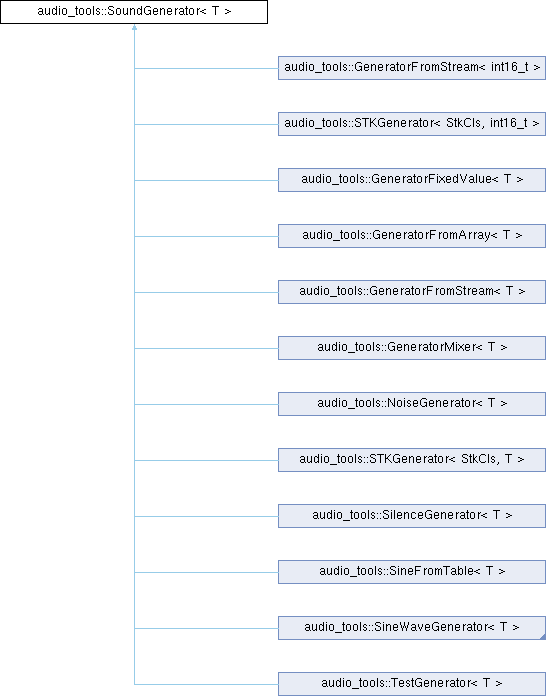 audio_tools::SoundGenerator< T >
audio_tools::GeneratorFromStream< int16_t >
audio_tools::STKGenerator< StkCls, int16_t >
audio_tools::GeneratorFixedValue< T >
audio_tools::GeneratorFromArray< T >
audio_tools::GeneratorFromStream< T >
audio_tools::GeneratorMixer< T >
audio_tools::NoiseGenerator< T >
audio_tools::STKGenerator< StkCls, T >
audio_tools::SilenceGenerator< T >
audio_tools::SineFromTable< T >
audio_tools::SineWaveGenerator< T >
audio_tools::TestGenerator< T >